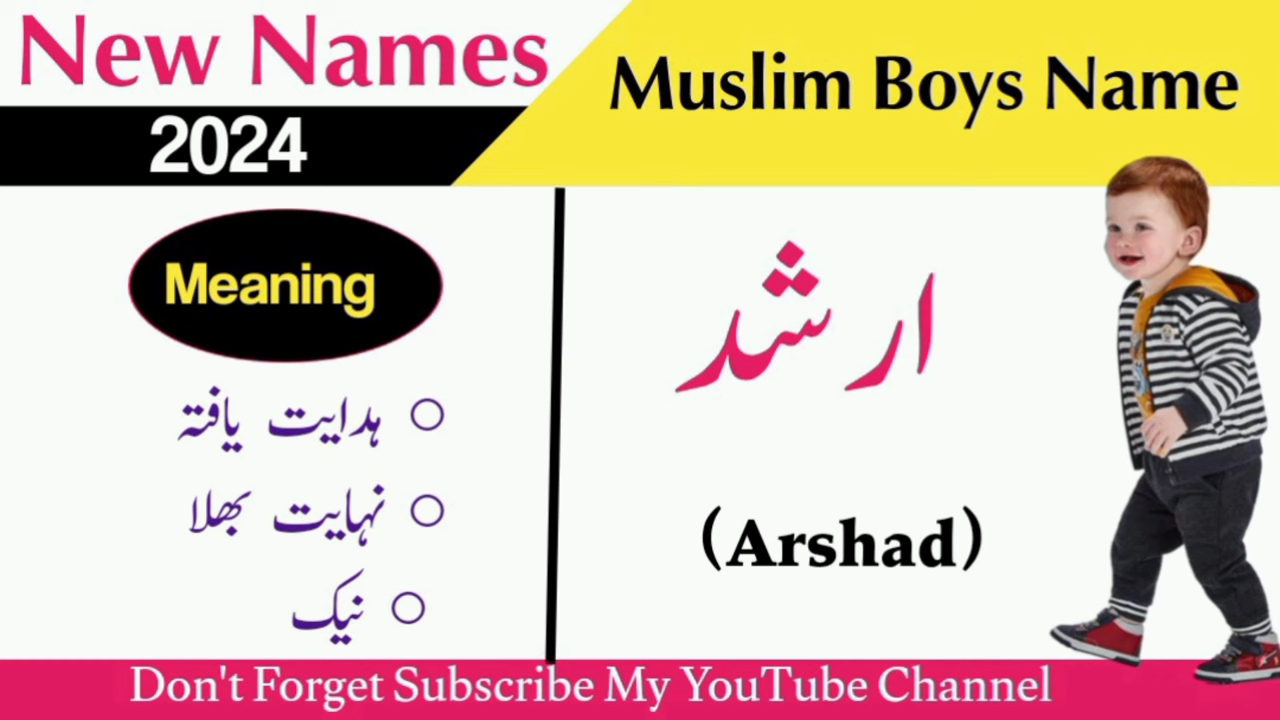 New Names
2024
Muslim Boys Name
Meaning
ہدایت یافتہ
نہایت بھلا
نیک
ارشد
(Arshad)
Don't Forget Subscribe My YouTube Channel